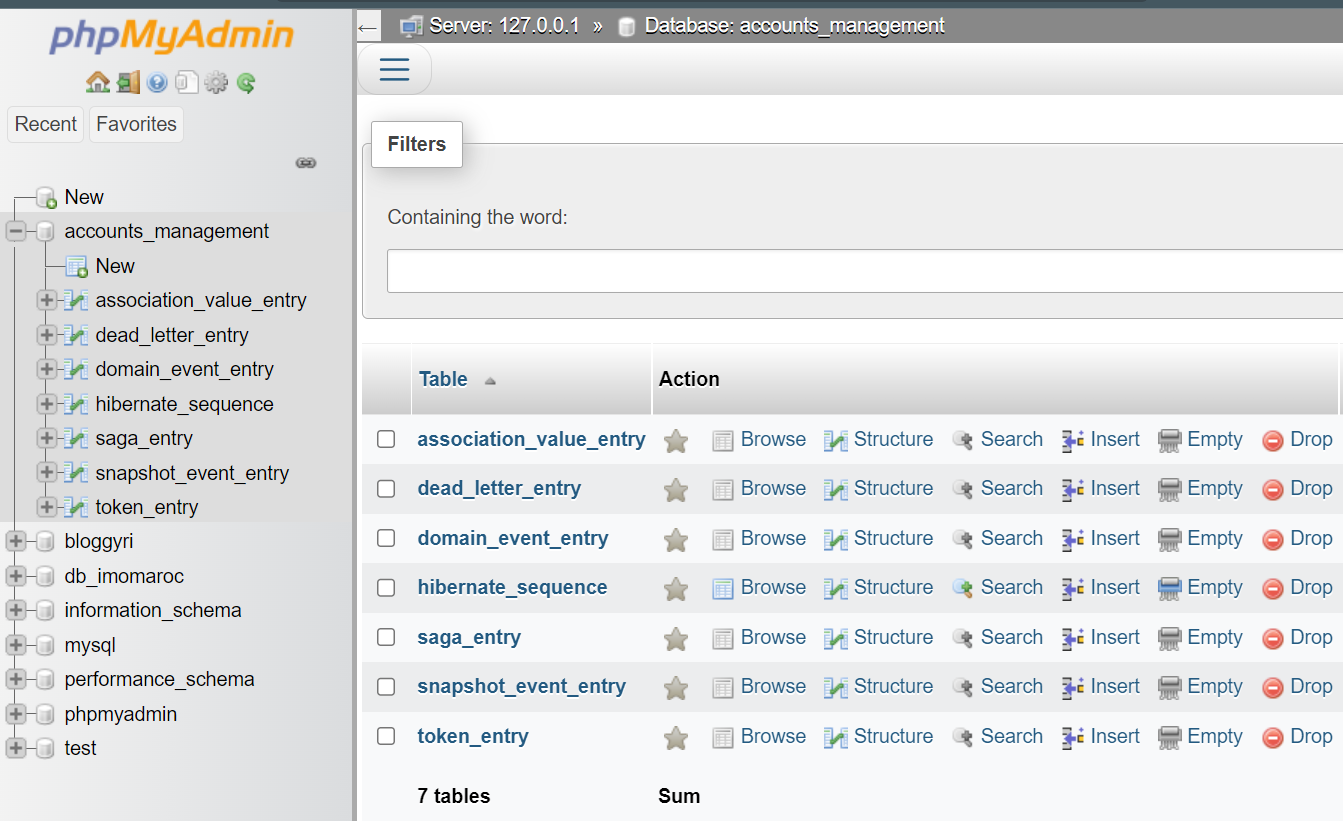 phpMyAdmin
Recent Favorites
New
accounts_management
New
association_value_entry
dead_letter_entry
domain_event_entry
hibernate_sequence
saga_entry
snapshot_event_entry
token_entry
bloggyri
db_imomaroc
information_schema
mysql
performance_schema
phpmyadmin
test
Server: 127.0.0.1 » Database: accounts_management
Filters
Containing the word:
Table Action
association_value_entry Browse Structure Search Insert Empty Drop
dead_letter_entry Browse Structure Search Insert Empty Drop
domain_event_entry Browse Structure Search Insert Empty Drop
hibernate_sequence Browse Structure Search Insert Empty Drop
saga_entry Browse Structure Search Insert Empty Drop
snapshot_event_entry Browse Structure Search Insert Empty Drop
token_entry Browse Structure Search Insert Empty Drop
7 tables Sum